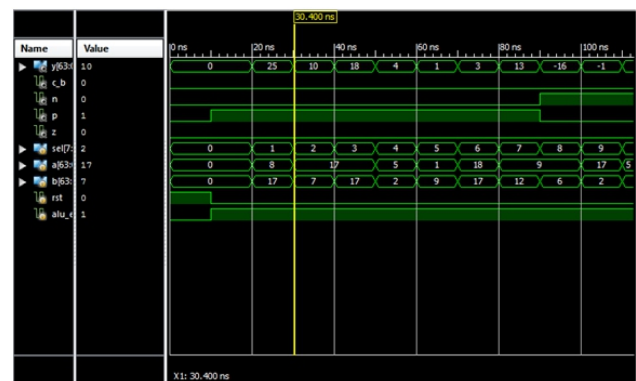 30.400 ns
Name Value 0 ns 20 ns 40 ns 60 ns 80 ns 100 ns
y[63:0 10 0 25 10 18 4 1 3 13 -16 -1
c_b 0
n 0
p 1
z 0
sel[7: 2 0 1 2 3 4 5 6 7 8 9
a[63:0 17 0 8 17 5 1 18 9 17 5
b[63: 7 0 17 7 17 2 9 17 12 6 2
rst 0
alu_e 1
X1: 30.400 ns